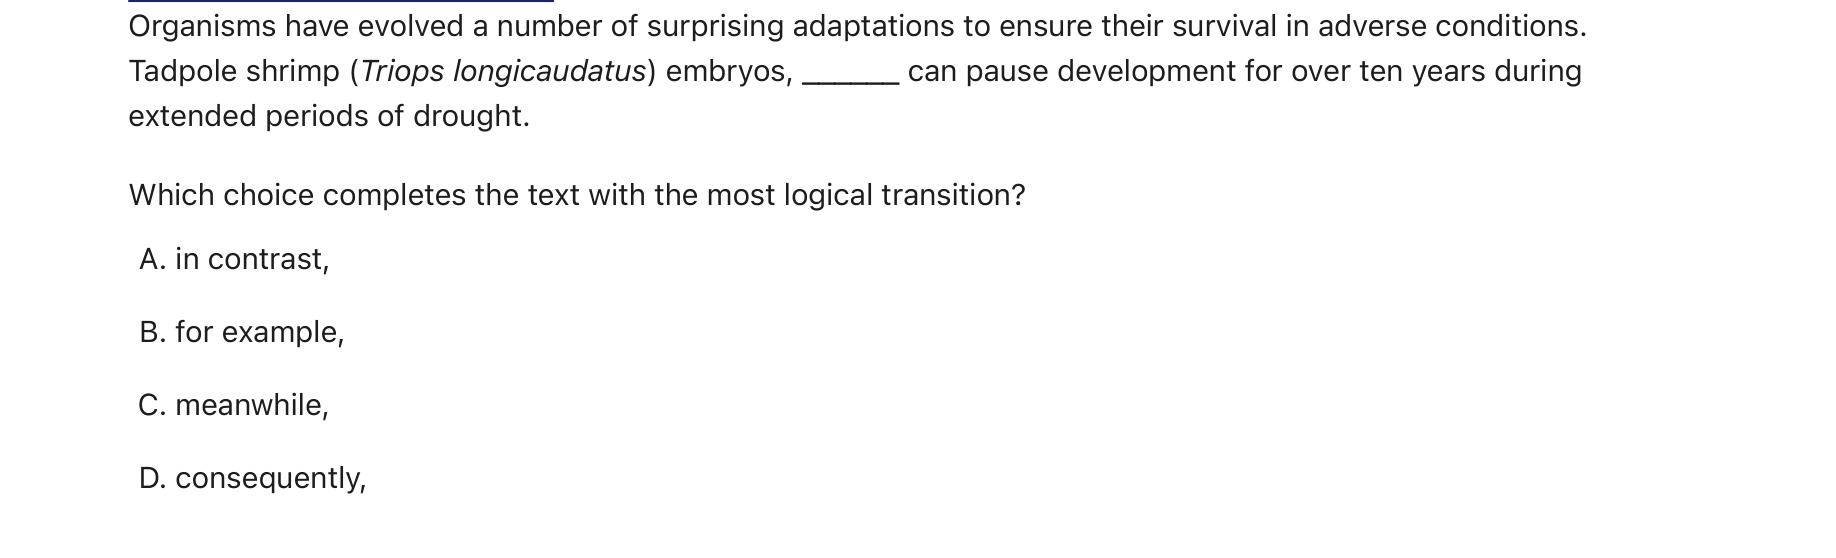 Organisms have evolved a number of surprising adaptations to ensure their survival in adverse conditions.
Tadpole shrimp (Triops longicaudatus) embryos, ______ can pause development for over ten years during
extended periods of drought.
Which choice completes the text with the most logical transition?
A. in contrast,
B. for example,
C. meanwhile,
D. consequently,